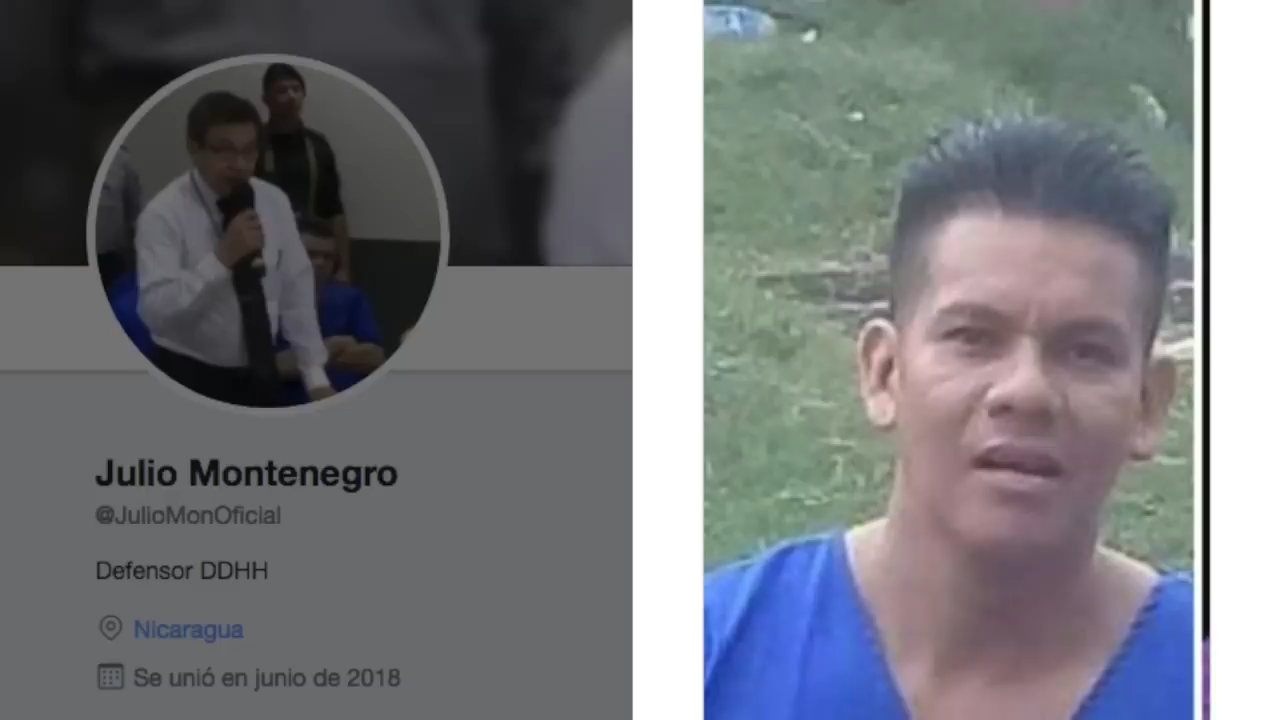 Julio Montenegro
@JulioMonOficial
Defensor DDHH
Nicaragua
Se unió en junio de 2018